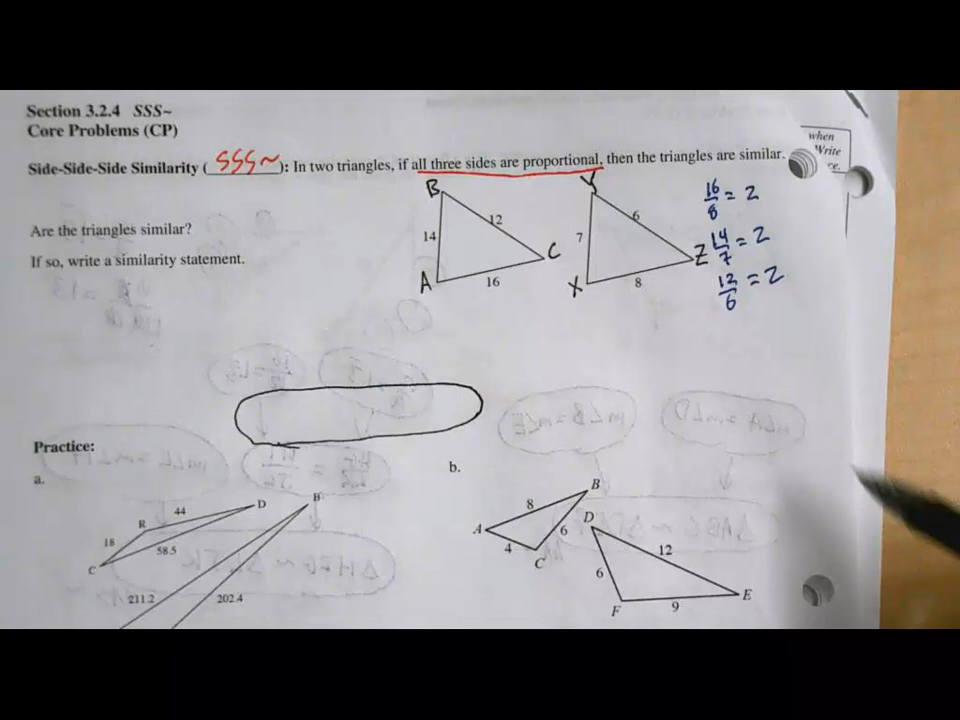 Section 3.2.4 SSS~
Core Problems (CP)
when
Write
ce.
Side-Side-Side Similarity ( SSS~ ): In two triangles, if all three sides are proportional, then the triangles are similar.
B
Y
16/8 = 2
12
6
Are the triangles similar?
14
7
14/7 = 2
C
Z
If so, write a similarity statement.
A
16
X
8
12/6 = 2
Practice:
a.
b.
44
D
B
R
18
58.5
C
211.2
202.4
B
8
A
6
4
C
D
12
6
E
F
9